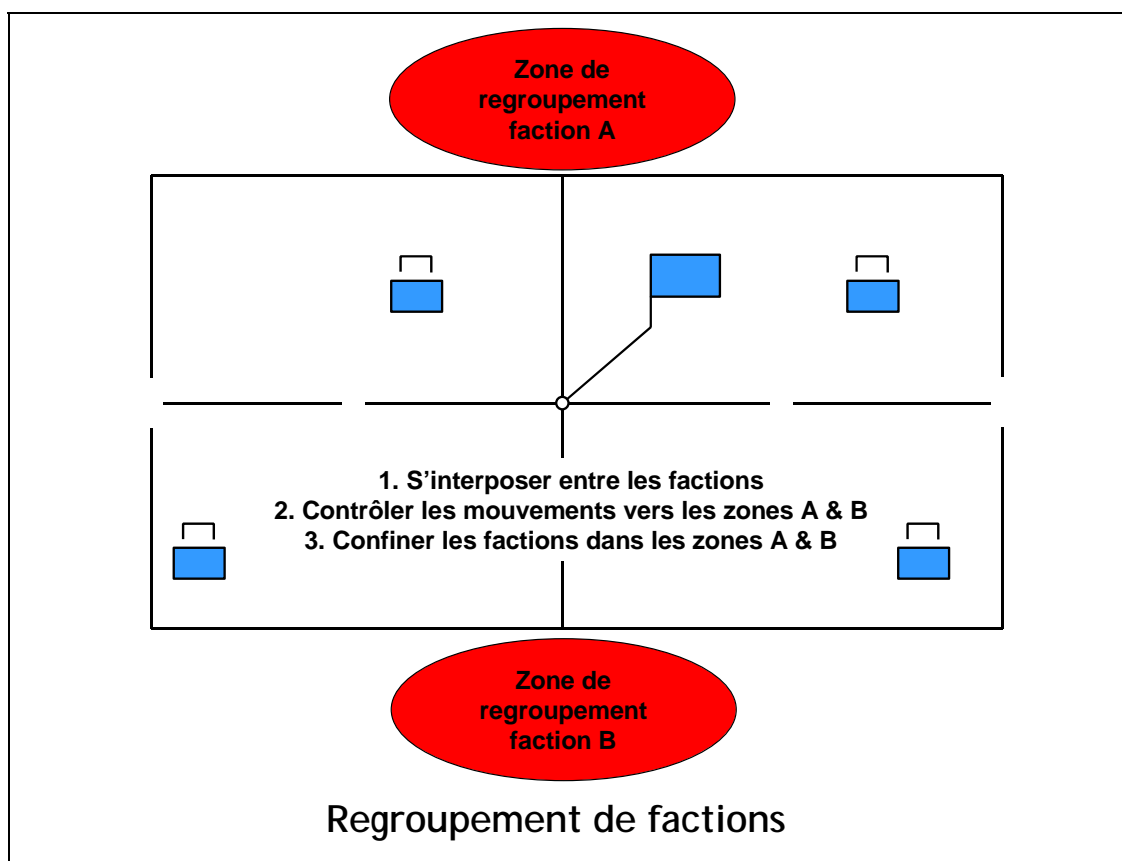 Zone de
regroupement
faction A
1. S'interposer entre les factions
2. Contrôler les mouvements vers les zones A & B
3. Confiner les factions dans les zones A & B
Zone de
regroupement
faction B
Regroupement de factions